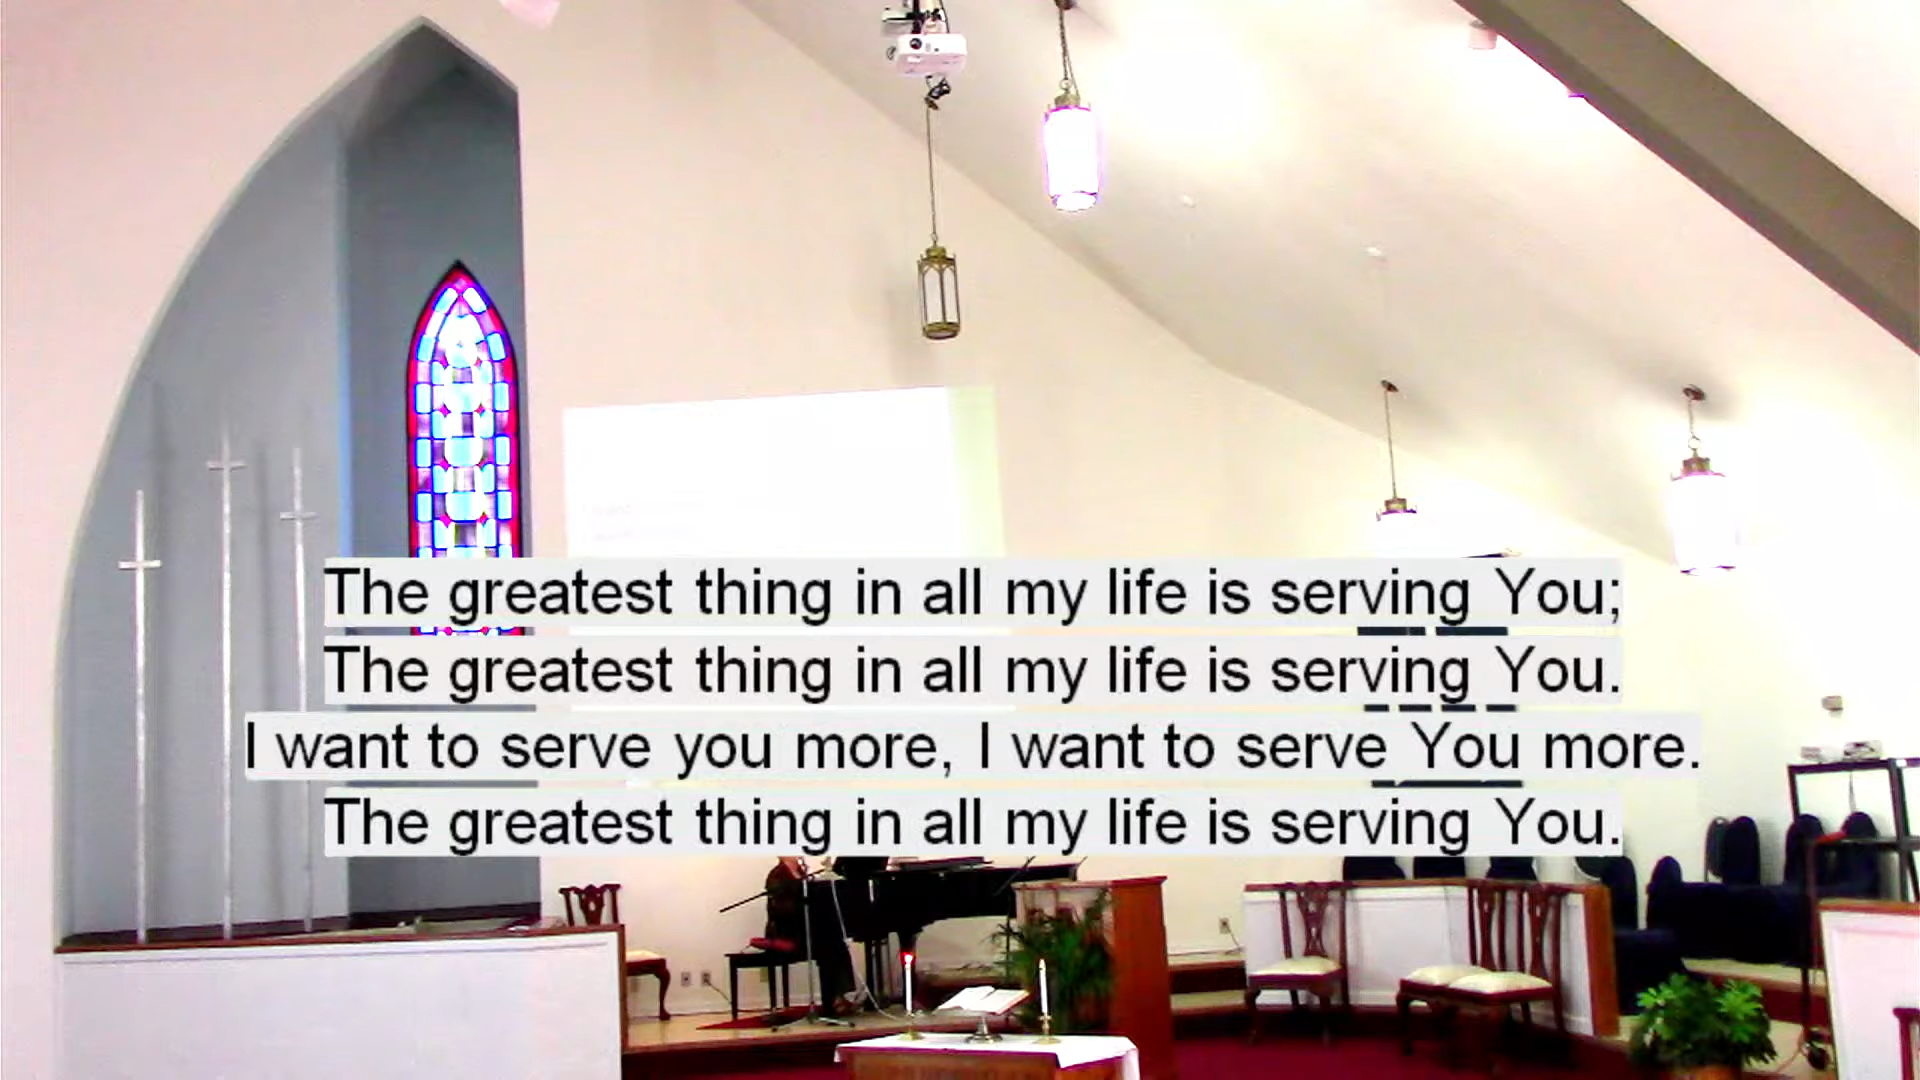 The greatest thing in all my life is serving You;
The greatest thing in all my life is serving You.
I want to serve you more, I want to serve You more.
The greatest thing in all my life is serving You.